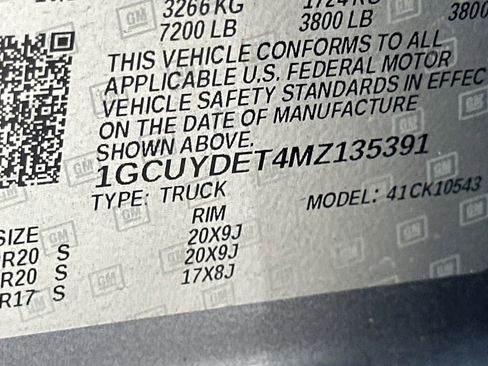 3266 KG
7200 LB 3800 LB 3800
THIS VEHICLE CONFORMS TO ALL
APPLICABLE U.S. FEDERAL MOTOR
VEHICLE SAFETY STANDARDS IN EFFEC
ON THE DATE OF MANUFACTURE
SHOWN ABOVE.
1GCUYDET4MZ135391
TYPE: TRUCK MODEL: 41CK10543
SIZE RIM
R20 S 20X9J
R20 S 20X9J
R17 S 17X8J
GM